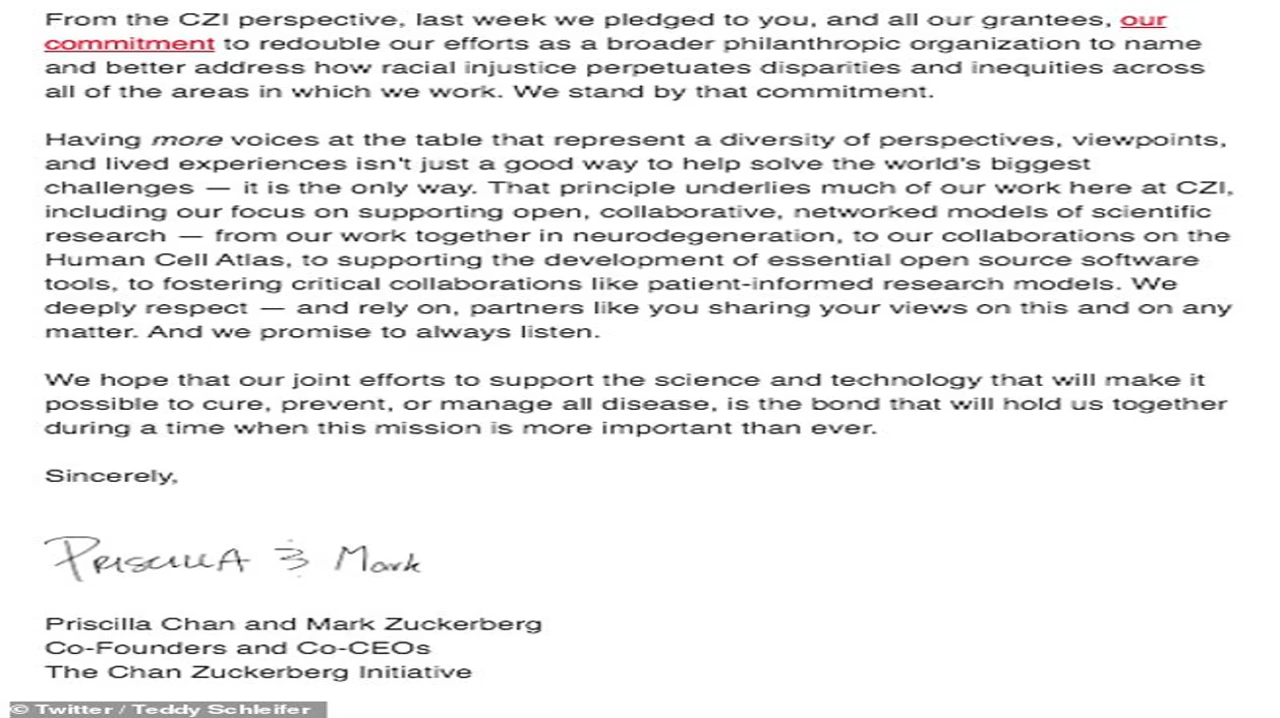 From the CZI perspective, last week we pledged to you, and all our grantees, our
commitment to redouble our efforts as a broader philanthropic organization to name
and better address how racial injustice perpetuates disparities and inequities across
all of the areas in which we work. We stand by that commitment.
Having more voices at the table that represent a diversity of perspectives, viewpoints,
and lived experiences isn't just a good way to help solve the world's biggest
challenges — it is the only way. That principle underlies much of our work here at CZI,
including our focus on supporting open, collaborative, networked models of scientific
research — from our work together in neurodegeneration, to our collaborations on the
Human Cell Atlas, to supporting the development of essential open source software
tools, to fostering critical collaborations like patient-informed research models. We
deeply respect — and rely on, partners like you sharing your views on this and on any
matter. And we promise to always listen.
We hope that our joint efforts to support the science and technology that will make it
possible to cure, prevent, or manage all disease, is the bond that will hold us together
during a time when this mission is more important than ever.
Sincerely,
Priscilla & Mark
Priscilla Chan and Mark Zuckerberg
Co-Founders and Co-CEOs
The Chan Zuckerberg Initiative
© Twitter / Teddy Schleifer